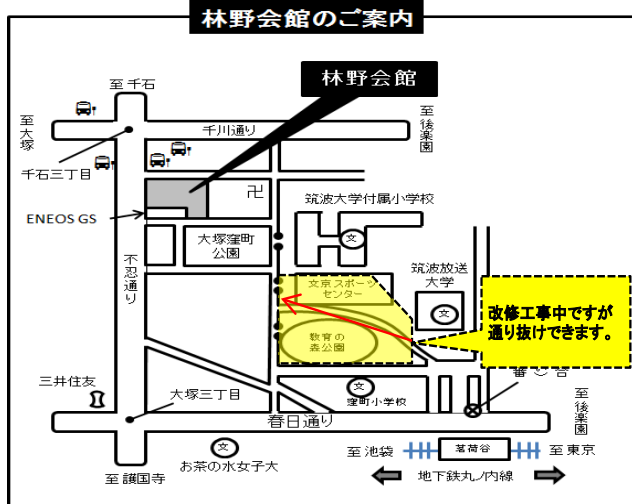 林野会館のご案内
至 千石
林野会館
至大塚
千川通り
至後楽園
千石三丁目
卍
筑波大学付属小学校
ENEOS GS
文
大塚窪町
公園
不忍通り
筑波放送
大学
文京スポーツ
センター
文
改修工事中ですが
通り抜けできます。
教育の
森公園
三井住友
大塚三丁目
文
窪町小学校
春日通り
至後楽園
文
お茶の水女子大
至 池袋
茗荷谷
至 東京
至 護国寺
地下鉄丸ノ内線